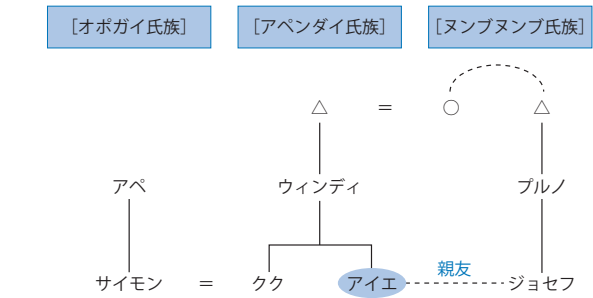 [オポガイ氏族] [アペンダイ氏族] [ヌンブヌンブ氏族]
△ = ○ △
アペ ウィンディ プルノ
親友
サイモン = クク アイエ ジョセフ